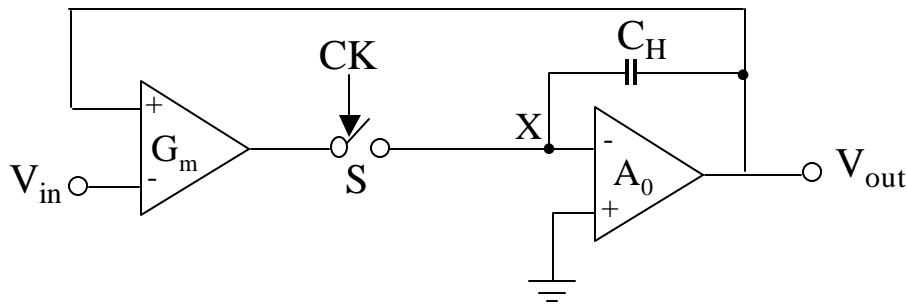 CK
C_H
+
G_m
-
V_in
S
X
-
A_0
+
V_out